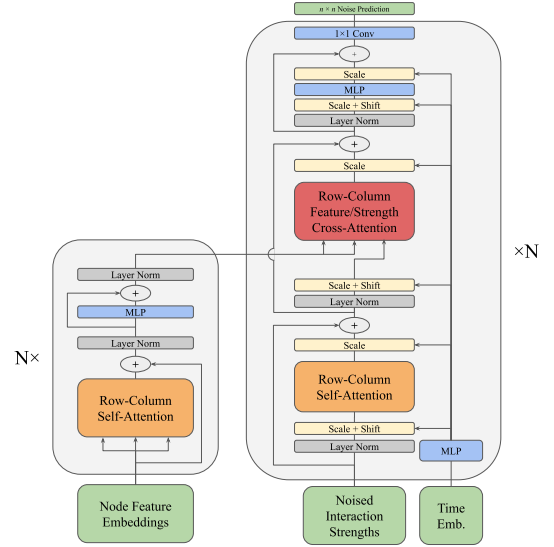 n × n Noise Prediction
1×1 Conv
+
Scale
MLP
Scale + Shift
Layer Norm
+
Scale
Row-Column
Feature/Strength
Cross-Attention
×N
Scale + Shift
Layer Norm
+
Scale
Row-Column
Self-Attention
Scale + Shift
Layer Norm
MLP
Layer Norm
+
MLP
Layer Norm
N×
+
Row-Column
Self-Attention
Node Feature
Embeddings
Noised
Interaction
Strengths
Time
Emb.